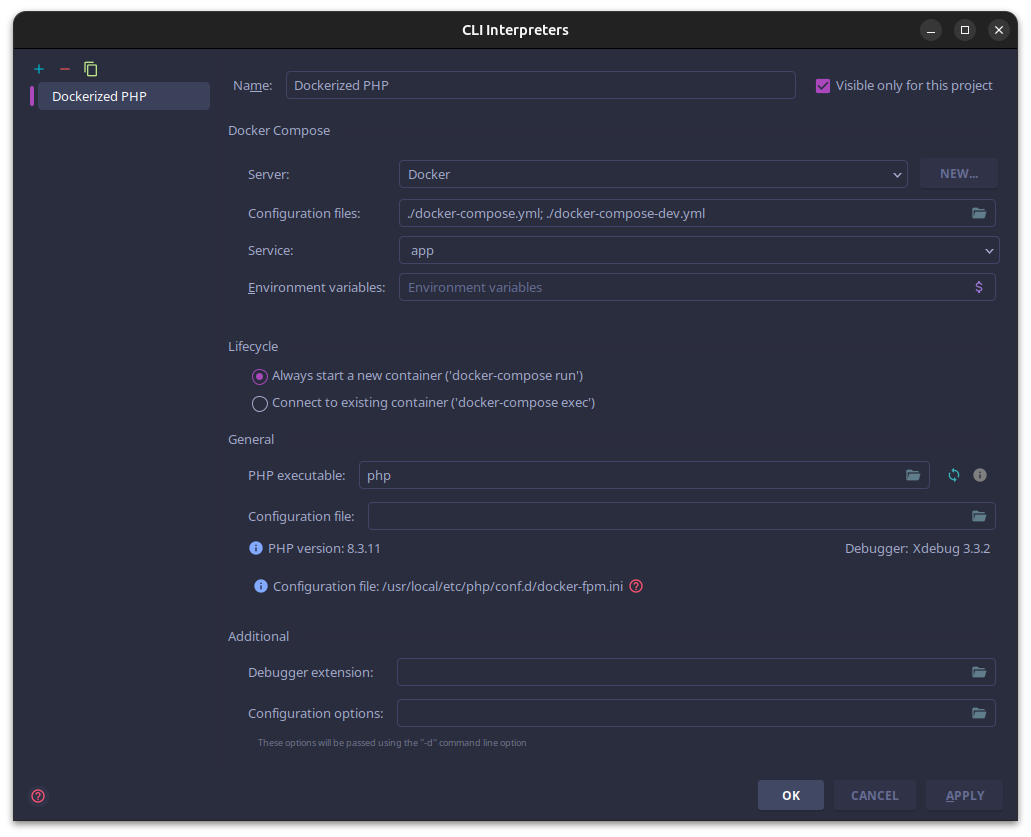 CLI Interpreters
Dockerized PHP
Name: Dockerized PHP Visible only for this project
Docker Compose
Server: Docker NEW...
Configuration files: ./docker-compose.yml; ./docker-compose-dev.yml
Service: app
Environment variables: Environment variables $
Lifecycle
Always start a new container ('docker-compose run')
Connect to existing container ('docker-compose exec')
General
PHP executable: php
Configuration file:
PHP version: 8.3.11 Debugger: Xdebug 3.3.2
Configuration file: /usr/local/etc/php/conf.d/docker-fpm.ini
Additional
Debugger extension:
Configuration options:
These options will be passed using the "-d" command line option
OK CANCEL APPLY